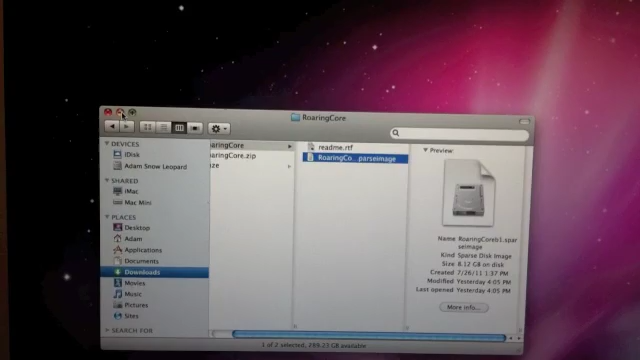 RoaringCore
DEVICES
iDisk
Adam Snow Leopard
SHARED
iMac
Mac Mini
PLACES
Desktop
Adam
Applications
Documents
Downloads
Movies
Music
Pictures
Sites
SEARCH FOR
aringCore
aringCore.zip
ze
readme.rtf
RoaringCo...parseimage
Preview:
Name RoaringCoreb1.spar
seimage
Kind Sparse Disk Image
Size 8.12 GB on disk
Created 7/26/11 1:37 PM
Modified Yesterday 4:05 PM
Last opened Yesterday 4:05 PM
More info...
1 of 2 selected, 289.23 GB available